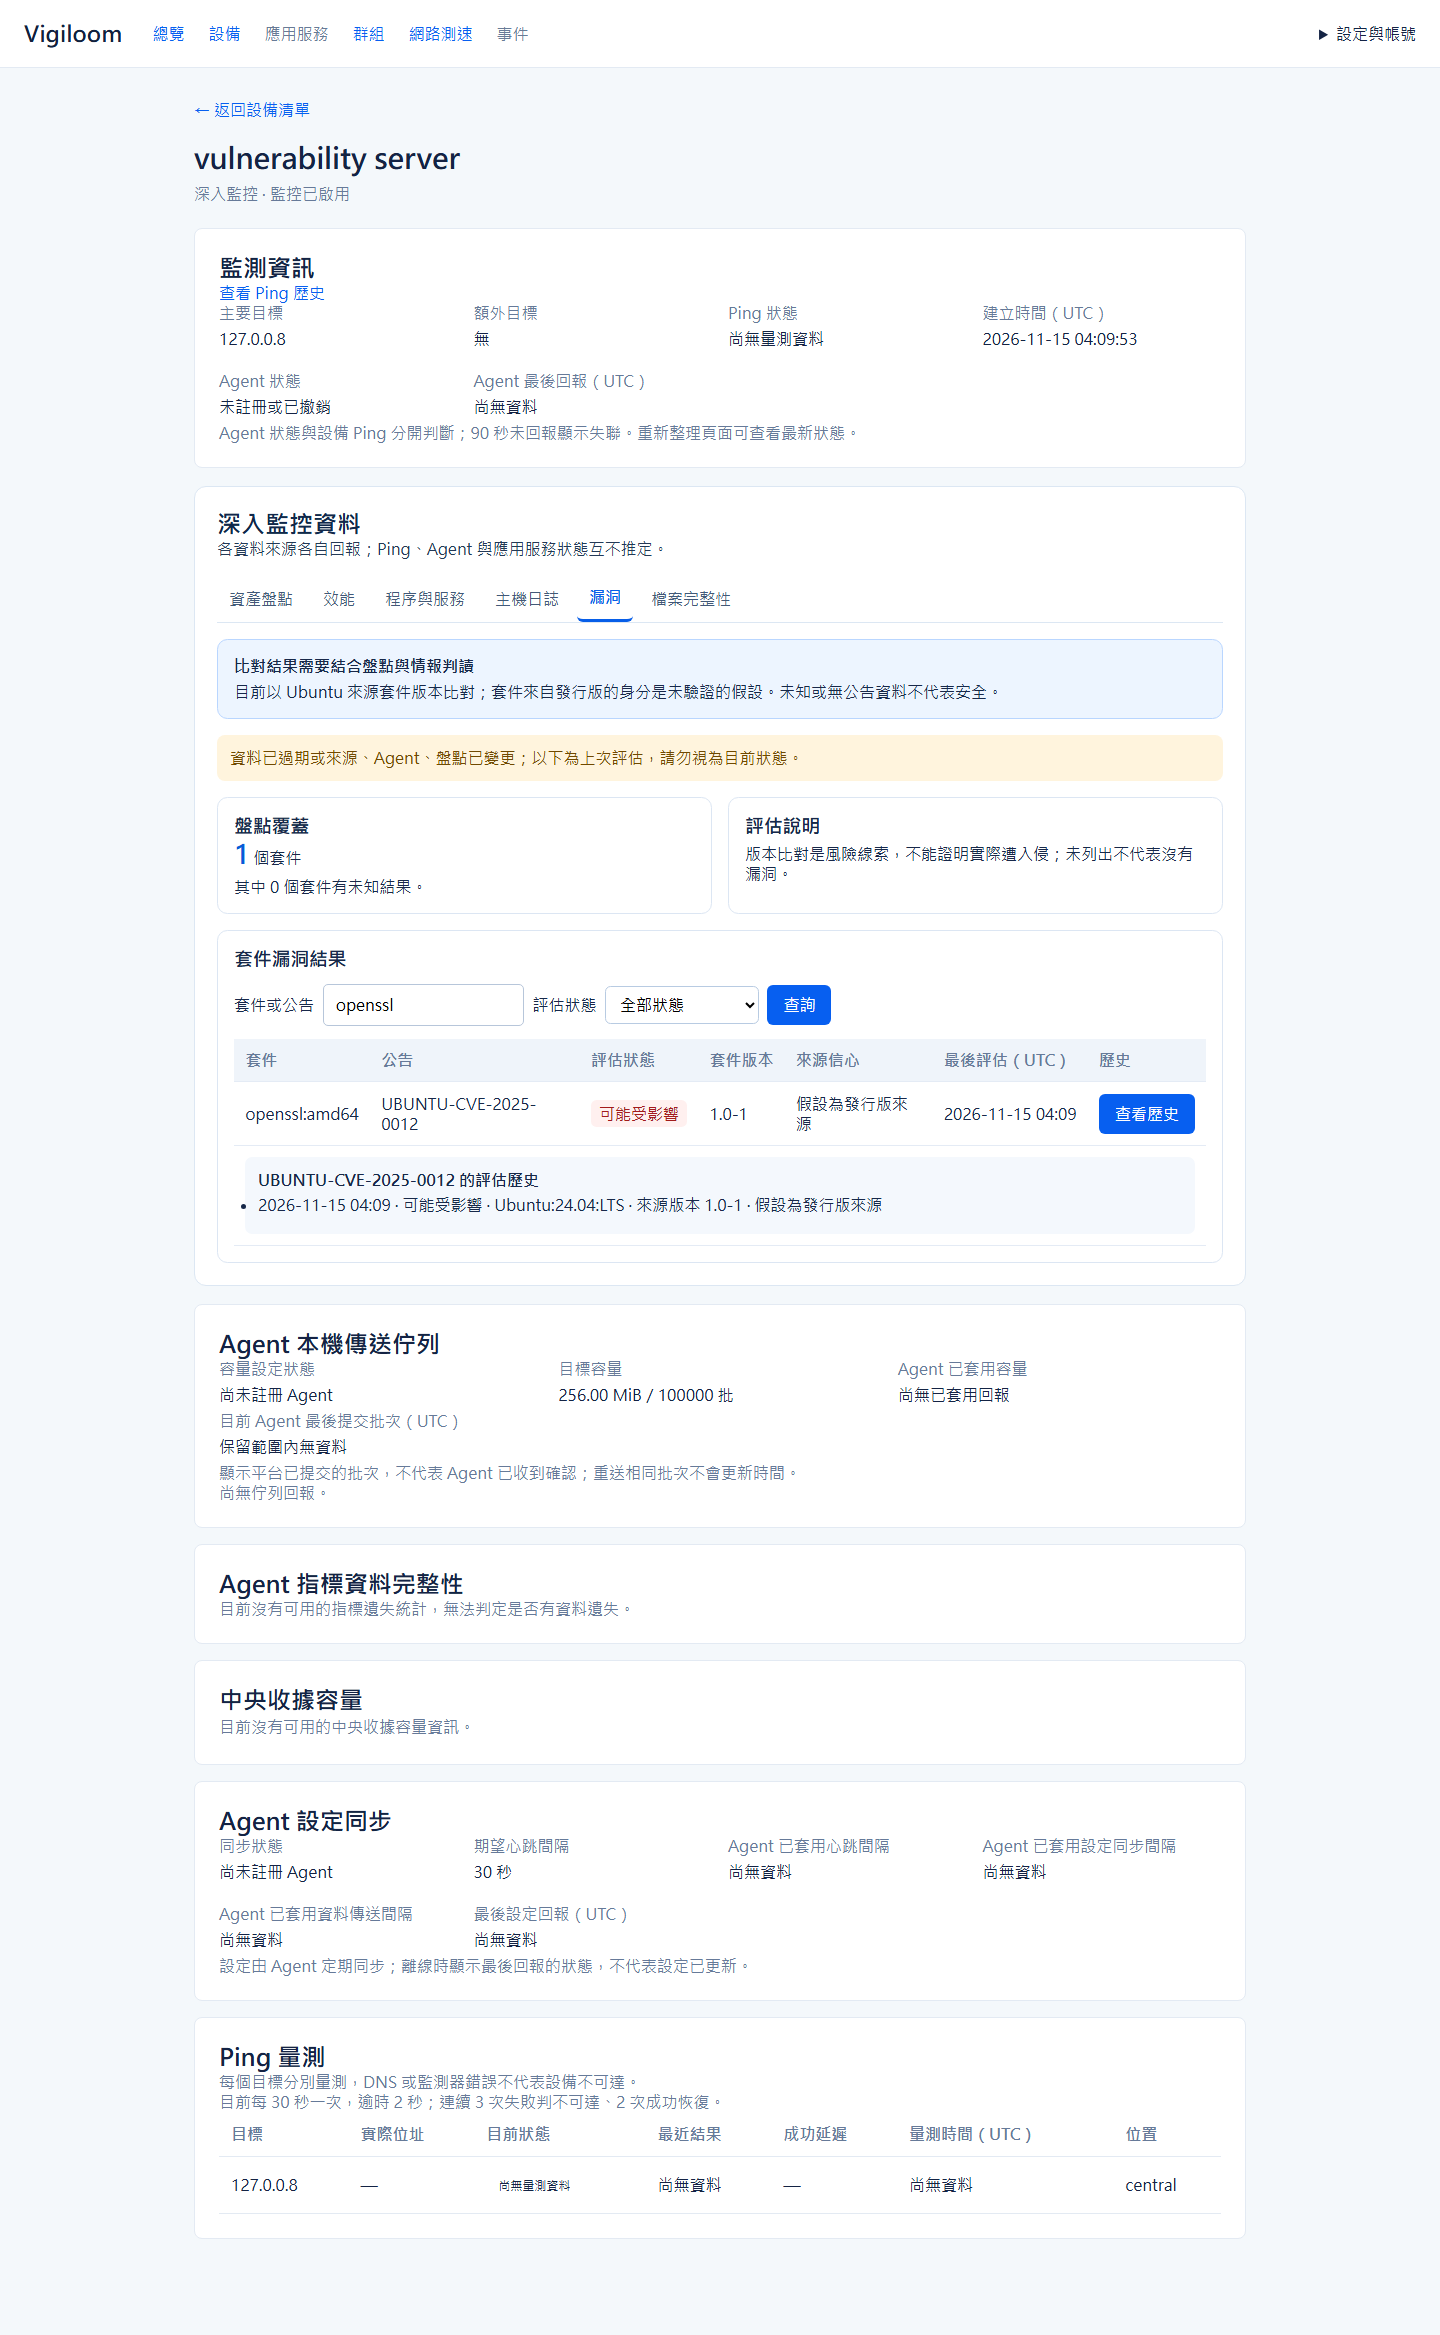 Vigiloom 總覽 設備 應用服務 群組 網路測速 事件 ▶ 設定與帳號
← 返回設備清單
vulnerability server
深入監控 · 監控已啟用
監測資訊
查看 Ping 歷史
主要目標 額外目標 Ping 狀態 建立時間（UTC）
127.0.0.8 無 尚無量測資料 2026-11-15 04:09:53
Agent 狀態 Agent 最後回報（UTC）
未註冊或已撤銷 尚無資料
Agent 狀態與設備 Ping 分開判斷；90 秒未回報顯示失聯。重新整理頁面可查看最新狀態。
深入監控資料
各資料來源各自回報；Ping、Agent 與應用服務狀態互不推定。
資產盤點 效能 程序與服務 主機日誌 漏洞 檔案完整性
比對結果需要結合盤點與情報判讀
目前以 Ubuntu 來源套件版本比對；套件來自發行版的身分是未驗證的假設。未知或無公告資料不代表安全。
資料已過期或來源、Agent、盤點已變更；以下為上次評估，請勿視為目前狀態。
盤點覆蓋
1 個套件
其中 0 個套件有未知結果。
評估說明
版本比對是風險線索，不能證明實際遭入侵；未列出不代表沒有
漏洞。
套件漏洞結果
套件或公告 openssl 評估狀態 全部狀態 查詢
套件 公告 評估狀態 套件版本 來源信心 最後評估（UTC） 歷史
openssl:amd64 UBUNTU-CVE-2025-0012 可能受影響 1.0-1 假設為發行版來源 2026-11-15 04:09 查看歷史
UBUNTU-CVE-2025-0012 的評估歷史
• 2026-11-15 04:09 · 可能受影響 · Ubuntu:24.04:LTS · 來源版本 1.0-1 · 假設為發行版來源
Agent 本機傳送佇列
容量設定狀態 目標容量 Agent 已套用容量
尚未註冊 Agent 256.00 MiB / 100000 批 尚無已套用回報
目前 Agent 最後提交批次（UTC）
保留範圍內無資料
顯示平台已提交的批次，不代表 Agent 已收到確認；重送相同批次不會更新時間。
尚無佇列回報。
Agent 指標資料完整性
目前沒有可用的指標遺失統計，無法判定是否有資料遺失。
中央收據容量
目前沒有可用的中央收據容量資訊。
Agent 設定同步
同步狀態 期望心跳間隔 Agent 已套用心跳間隔 Agent 已套用設定同步間隔
尚未註冊 Agent 30 秒 尚無資料 尚無資料
Agent 已套用資料傳送間隔 最後設定回報（UTC）
尚無資料 尚無資料
設定由 Agent 定期同步；離線時顯示最後回報的狀態，不代表設定已更新。
Ping 量測
每個目標分別量測，DNS 或監測器錯誤不代表設備不可達。
目前每 30 秒一次，逾時 2 秒；連續 3 次失敗判不可達、2 次成功恢復。
目標 實際位址 目前狀態 最近結果 成功延遲 量測時間（UTC） 位置
127.0.0.8 — 尚無量測資料 尚無資料 — 尚無資料 central